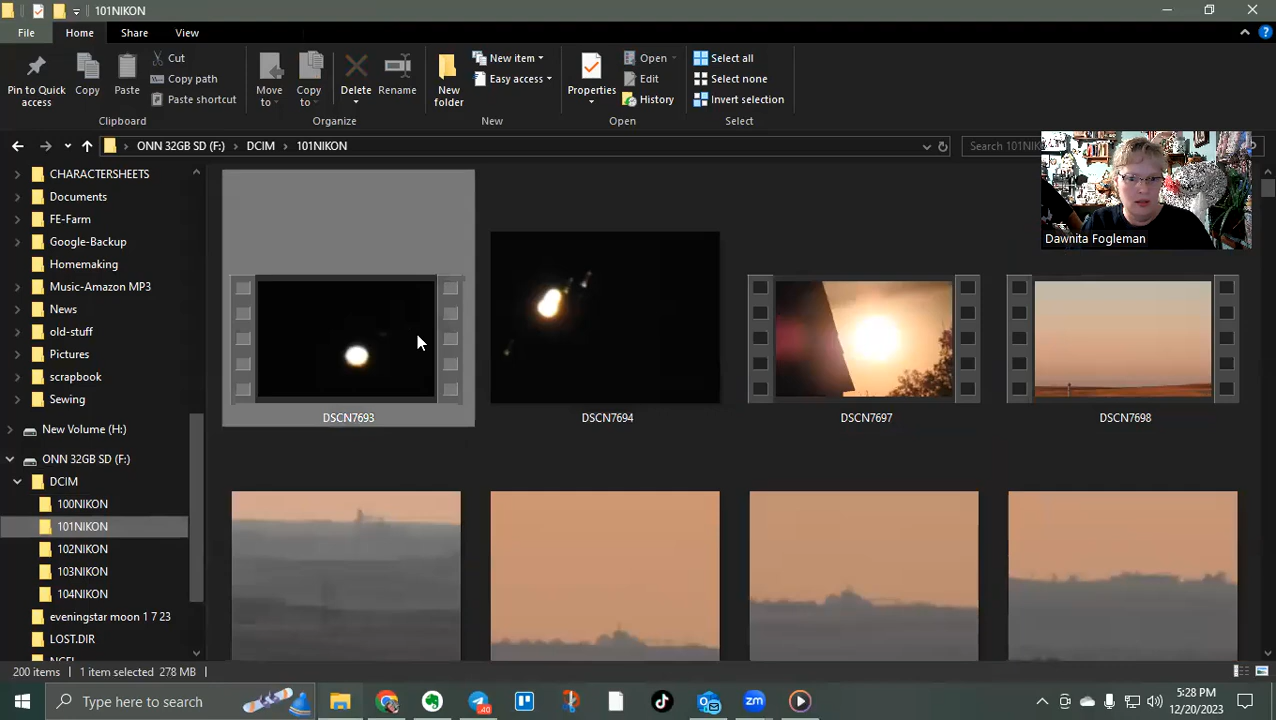 101NIKON
File
Home
Share
View
Pin to Quick
access
Copy
Paste
Cut
Copy path
Paste shortcut
Clipboard
Move
to
Copy
to
Delete
Rename
Organize
New
folder
New item
Easy access
New
Properties
Open
Edit
History
Open
Select all
Select none
Invert selection
Select
ONN 32GB SD (F:)
DCIM
101NIKON
Search 101NI
Dawnita Fogleman
CHARACTERSHEETS
Documents
FE-Farm
Google-Backup
Homemaking
Music-Amazon MP3
News
old-stuff
Pictures
scrapbook
Sewing
New Volume (H:)
ONN 32GB SD (F:)
DCIM
100NIKON
101NIKON
102NIKON
103NIKON
104NIKON
eveningstar moon 1 7 23
LOST.DIR
DSCN7693
DSCN7694
DSCN7697
DSCN7698
200 items
1 item selected 278 MB
Type here to search
40
zm
5:28 PM
12/20/2023